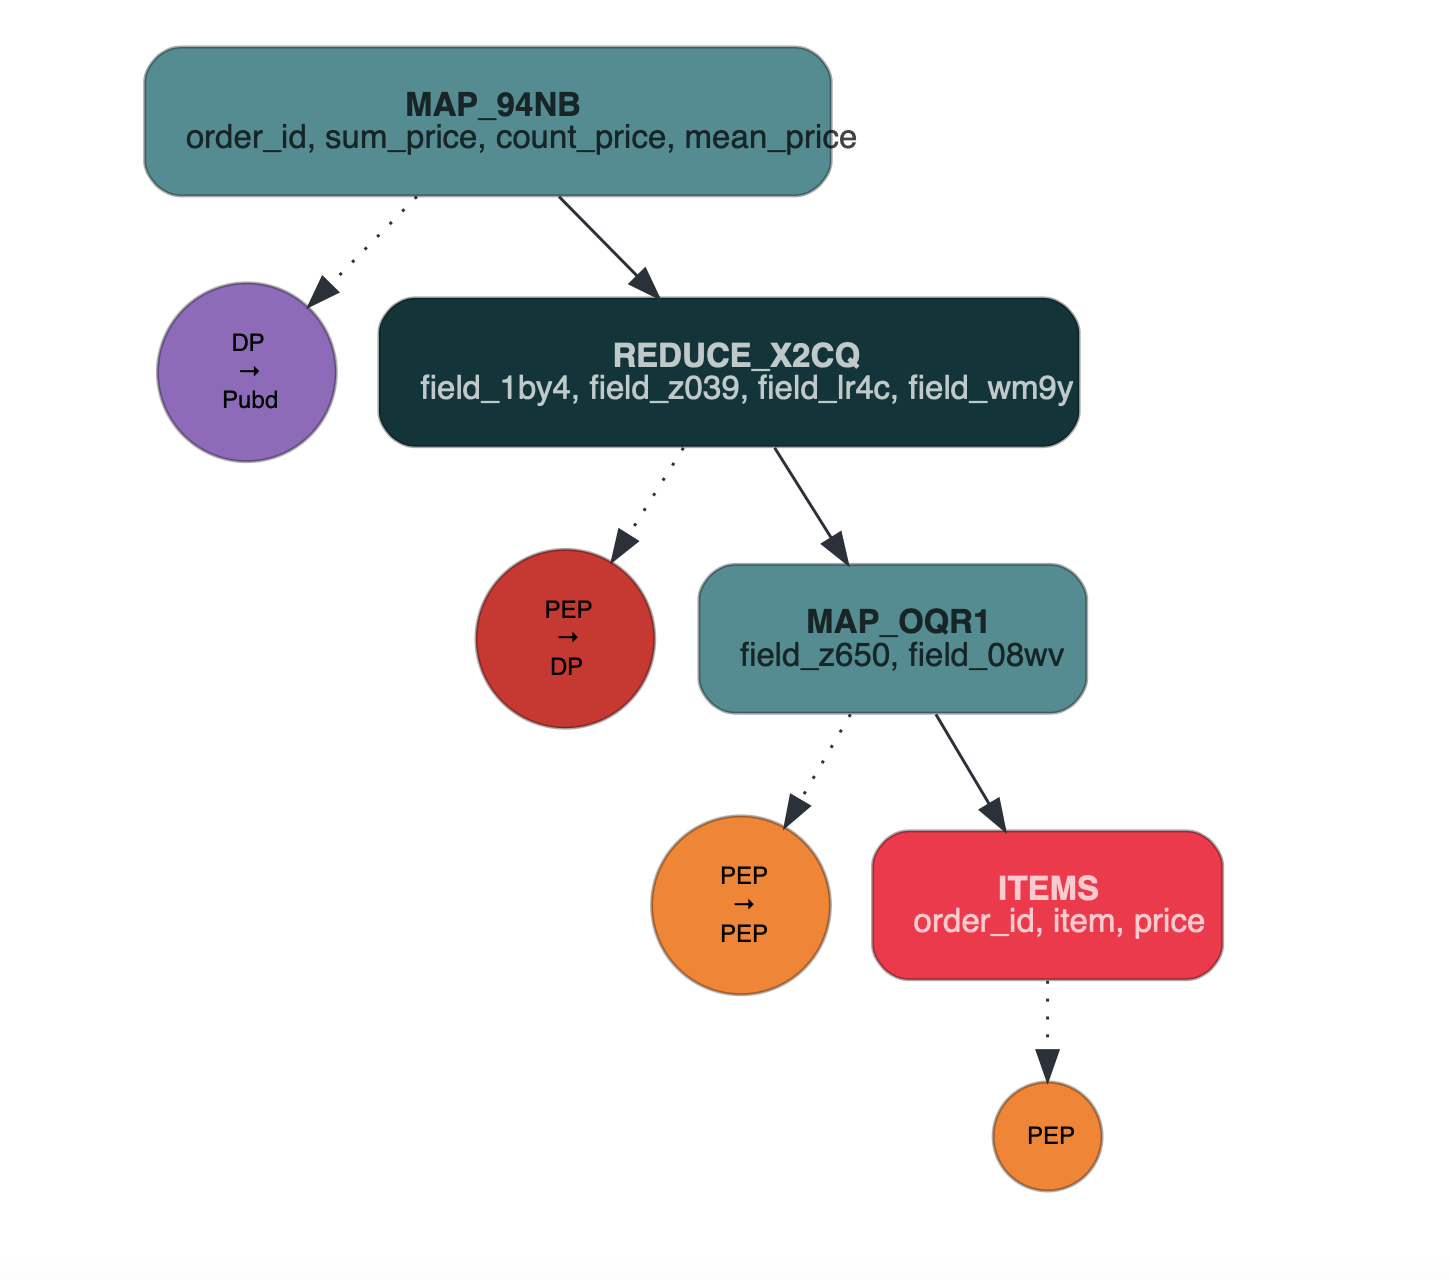 MAP_94NB
order_id, sum_price, count_price, mean_price
DP
→
Pubd
REDUCE_X2CQ
field_1by4, field_z039, field_lr4c, field_wm9y
PEP
→
DP
MAP_OQR1
field_z650, field_08wv
PEP
→
PEP
ITEMS
order_id, item, price
PEP